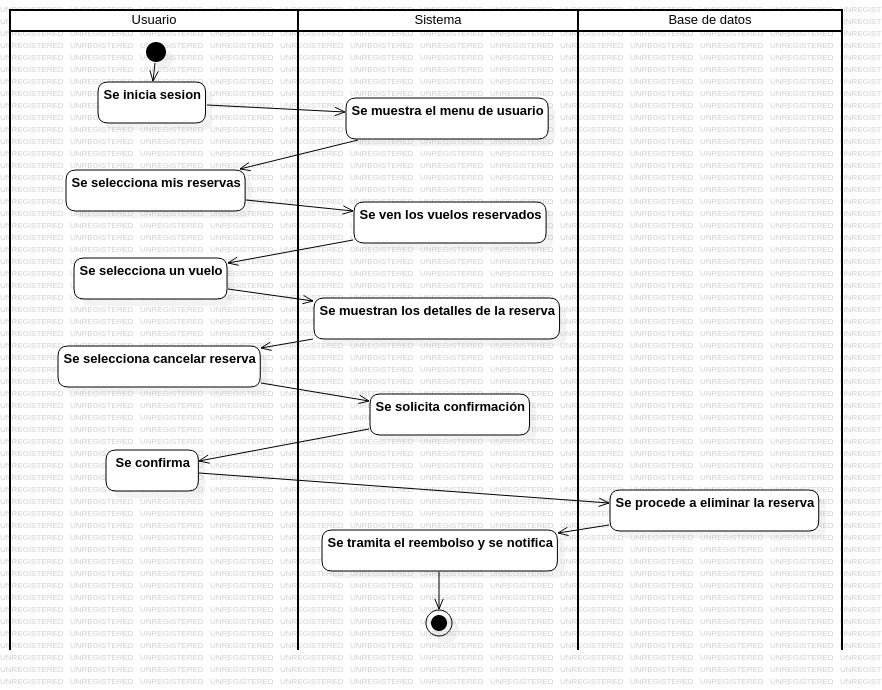 Usuario
Sistema
Base de datos
Se inicia sesion
Se muestra el menu de usuario
Se selecciona mis reservas
Se ven los vuelos reservados
Se selecciona un vuelo
Se muestran los detalles de la reserva
Se selecciona cancelar reserva
Se solicita confirmación
Se confirma
Se procede a eliminar la reserva
Se tramita el reembolso y se notifica
UNREGISTERED